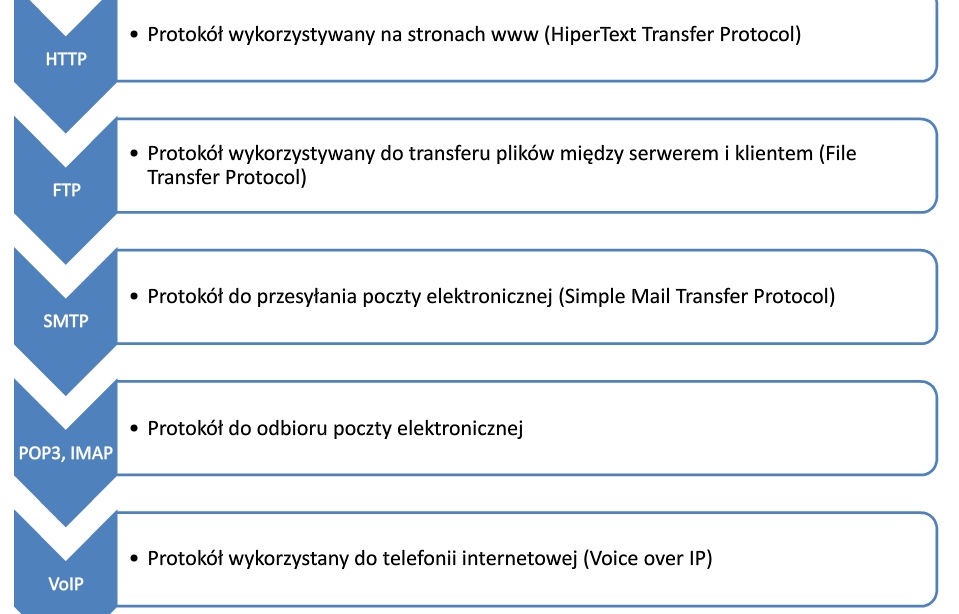 HTTP
• Protokół wykorzystywany na stronach www (HiperText Transfer Protocol)
FTP
• Protokół wykorzystywany do transferu plików między serwerem i klientem (File
Transfer Protocol)
SMTP
• Protokół do przesyłania poczty elektronicznej (Simple Mail Transfer Protocol)
POP3, IMAP
• Protokół do odbioru poczty elektronicznej
VoIP
• Protokół wykorzystany do telefonii internetowej (Voice over IP)